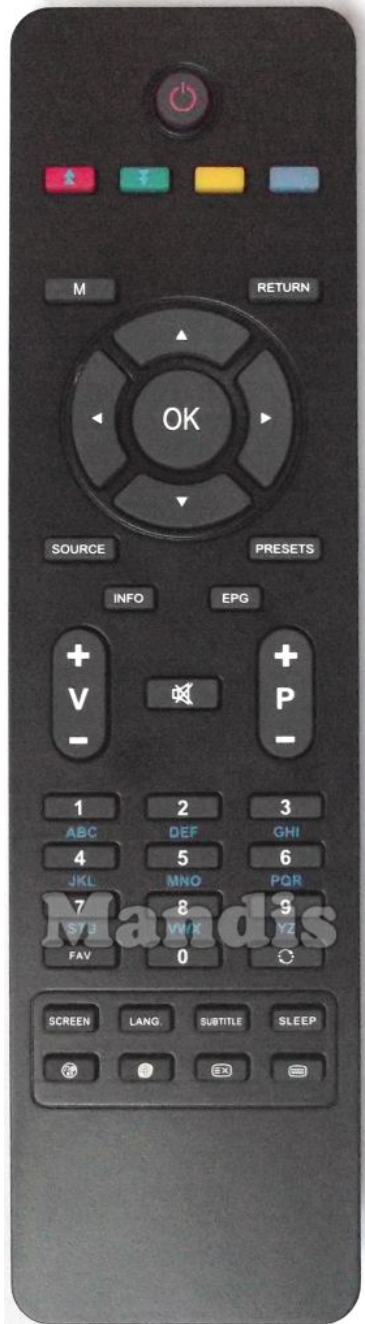 M RETURN
OK
SOURCE PRESETS
INFO EPG
+ +
V P
- -
1 2 3
ABC DEF GHI
4 5 6
JKL MNO PQR
7 8 9
STU VWX YZ
Mandis
FAV 0
SCREEN LANG. SUBTITLE SLEEP
EX